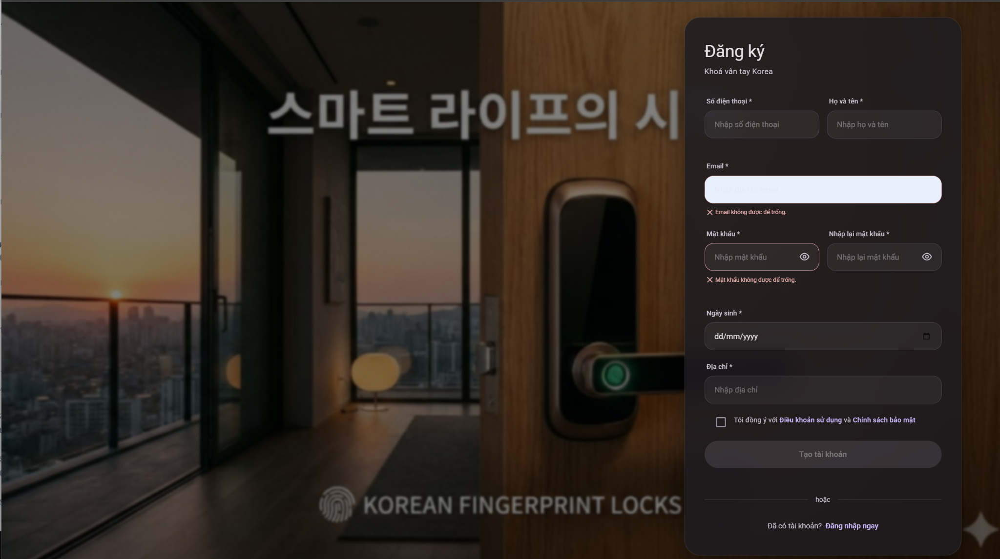 스마트 라이프의 시
KOREAN FINGERPRINT LOCKS
Đăng ký
Khoá vân tay Korea
Số điện thoại *
Họ và tên *
Nhập số điện thoại
Nhập họ và tên
Email *
Nhập địa chỉ email
Email không được để trống.
Mật khẩu *
Nhập lại mật khẩu *
Nhập mật khẩu
Nhập lại mật khẩu
Mật khẩu không được để trống.
Ngày sinh *
dd/mm/yyyy
Địa chỉ *
Nhập địa chỉ
Tôi đồng ý với Điều khoản sử dụng và Chính sách bảo mật
Tạo tài khoản
hoặc
Đã có tài khoản? Đăng nhập ngay